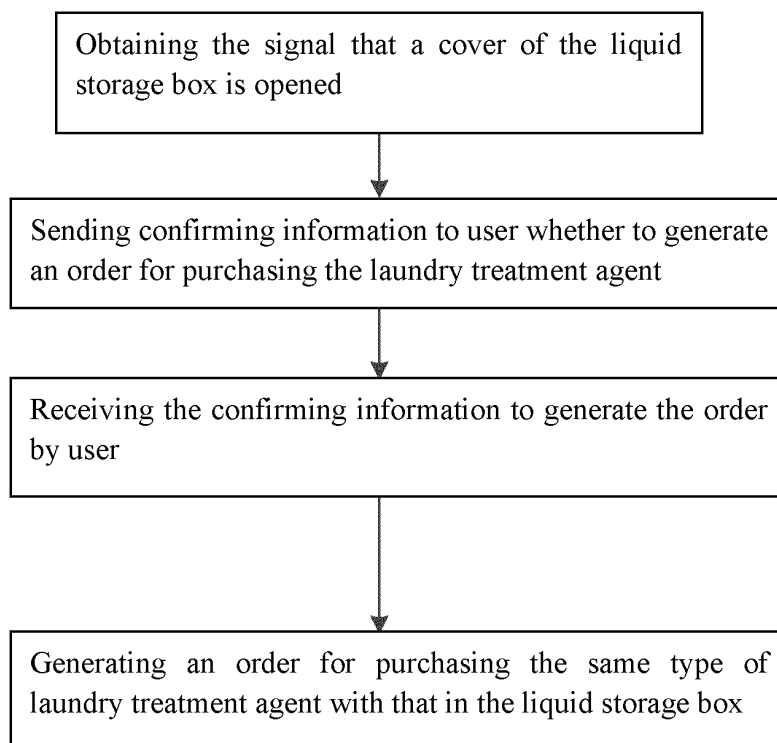 Obtaining the signal that a cover of the liquid
storage box is opened
Sending confirming information to user whether to generate
an order for purchasing the laundry treatment agent
Receiving the confirming information to generate the order
by user
Generating an order for purchasing the same type of
laundry treatment agent with that in the liquid storage box